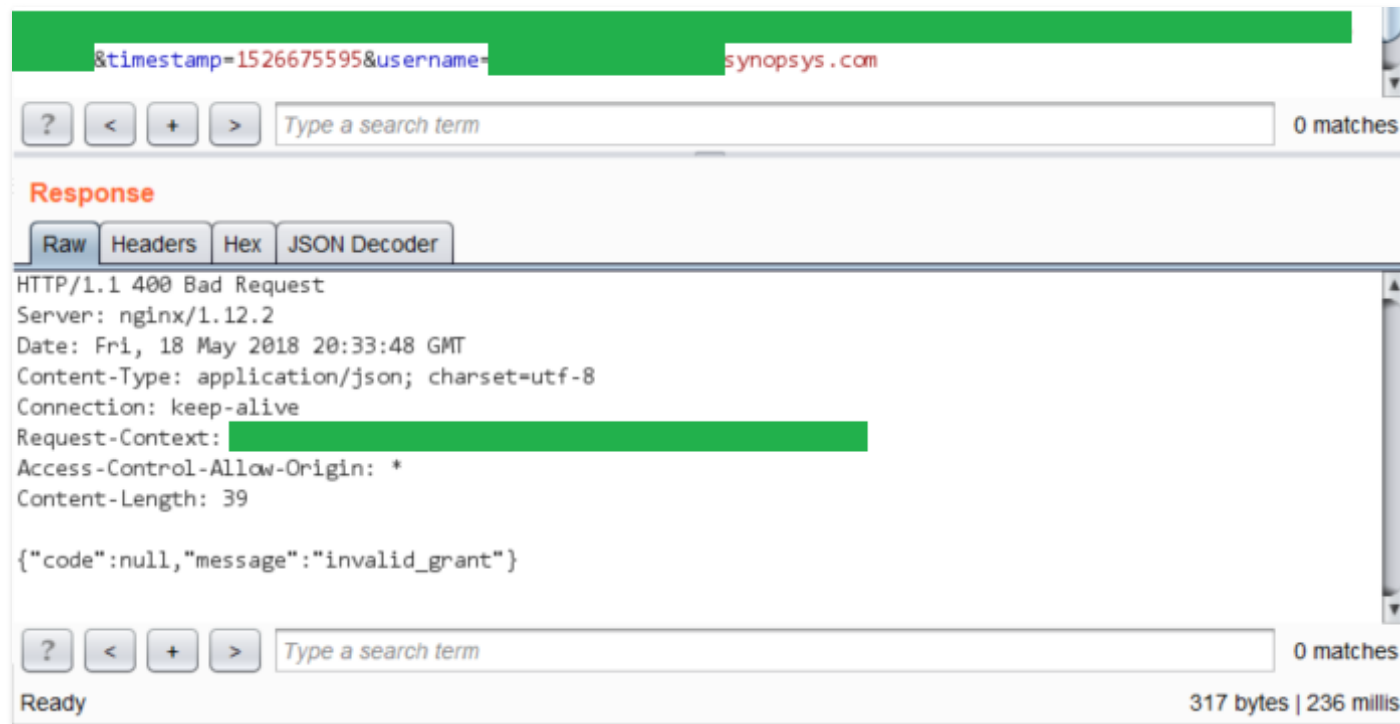 &timestamp=1526675595&username= synopsys.com
? < + > Type a search term 0 matches
Response
Raw Headers Hex JSON Decoder
HTTP/1.1 400 Bad Request
Server: nginx/1.12.2
Date: Fri, 18 May 2018 20:33:48 GMT
Content-Type: application/json; charset=utf-8
Connection: keep-alive
Request-Context:
Access-Control-Allow-Origin: *
Content-Length: 39
{"code":null,"message":"invalid_grant"}
? < + > Type a search term 0 matches
Ready 317 bytes | 236 millis